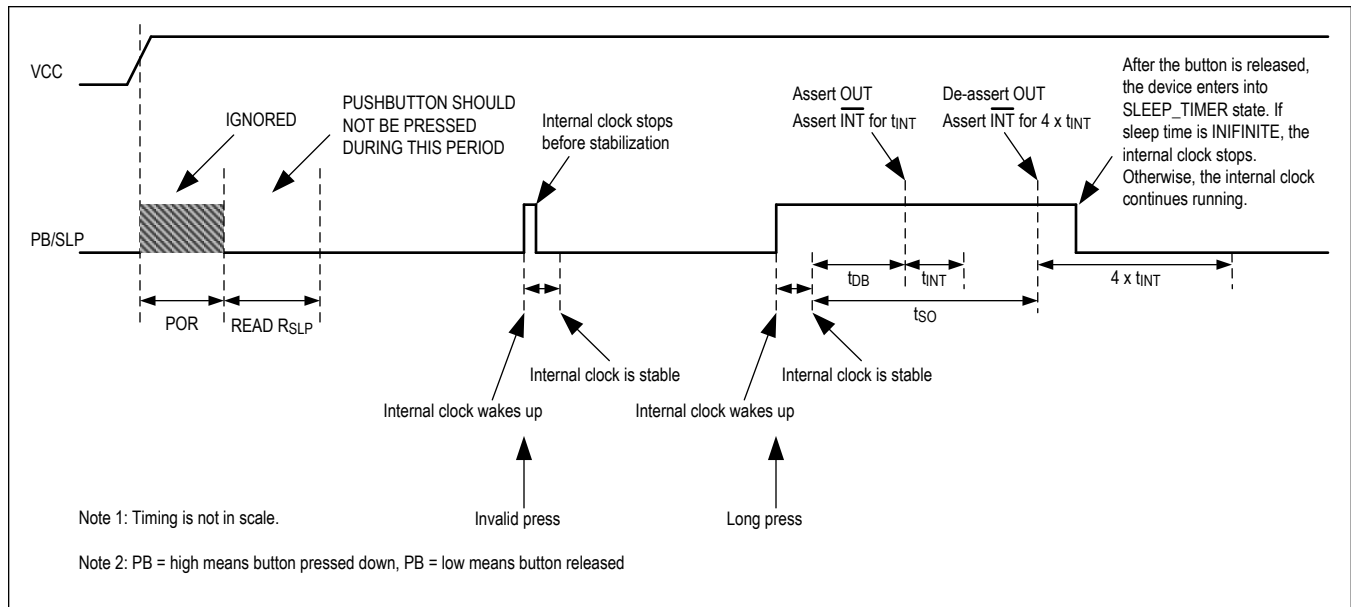 VCC
IGNORED
PUSHBUTTON SHOULD
NOT BE PRESSED
DURING THIS PERIOD
Internal clock stops
before stabilization
Assert OUT
Assert INT for tINT
De-assert OUT
Assert INT for 4 x tINT
After the button is released,
the device enters into
SLEEP_TIMER state. If
sleep time is INIFINITE, the
internal clock stops.
Otherwise, the internal clock
continues running.
PB/SLP
POR
READ RSLP
tDB
tINT
tSO
4 x tINT
Internal clock is stable
Internal clock wakes up
Internal clock is stable
Internal clock wakes up
Invalid press
Long press
Note 1: Timing is not in scale.
Note 2: PB = high means button pressed down, PB = low means button released